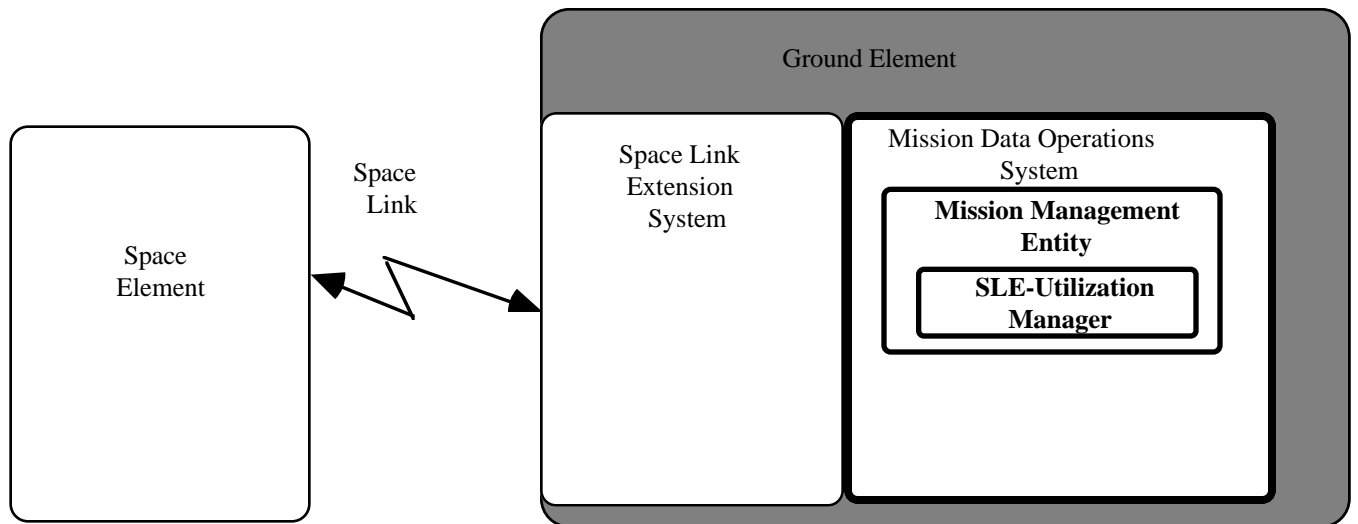 Ground Element
Space
Element
Space
Link
Space Link
Extension
System
Mission Data Operations
System
Mission Management
Entity
SLE-Utilization
Manager